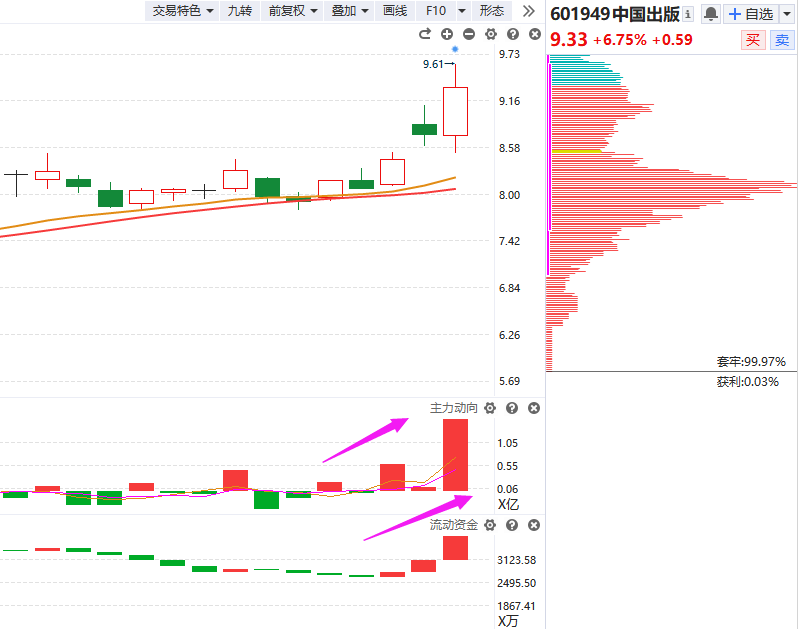 交易特色 九转 前复权 叠加 画线 F10 形态
601949中国出版 自选
9.33 +6.75% +0.59 买 卖
9.73
9.61
9.16
8.58
8.00
7.42
6.84
6.26
5.69
套牢:99.97%
获利:0.03%
主力动向
1.05
0.55
0.06
X亿
流动资金
3123.58
2495.50
1867.41
X万